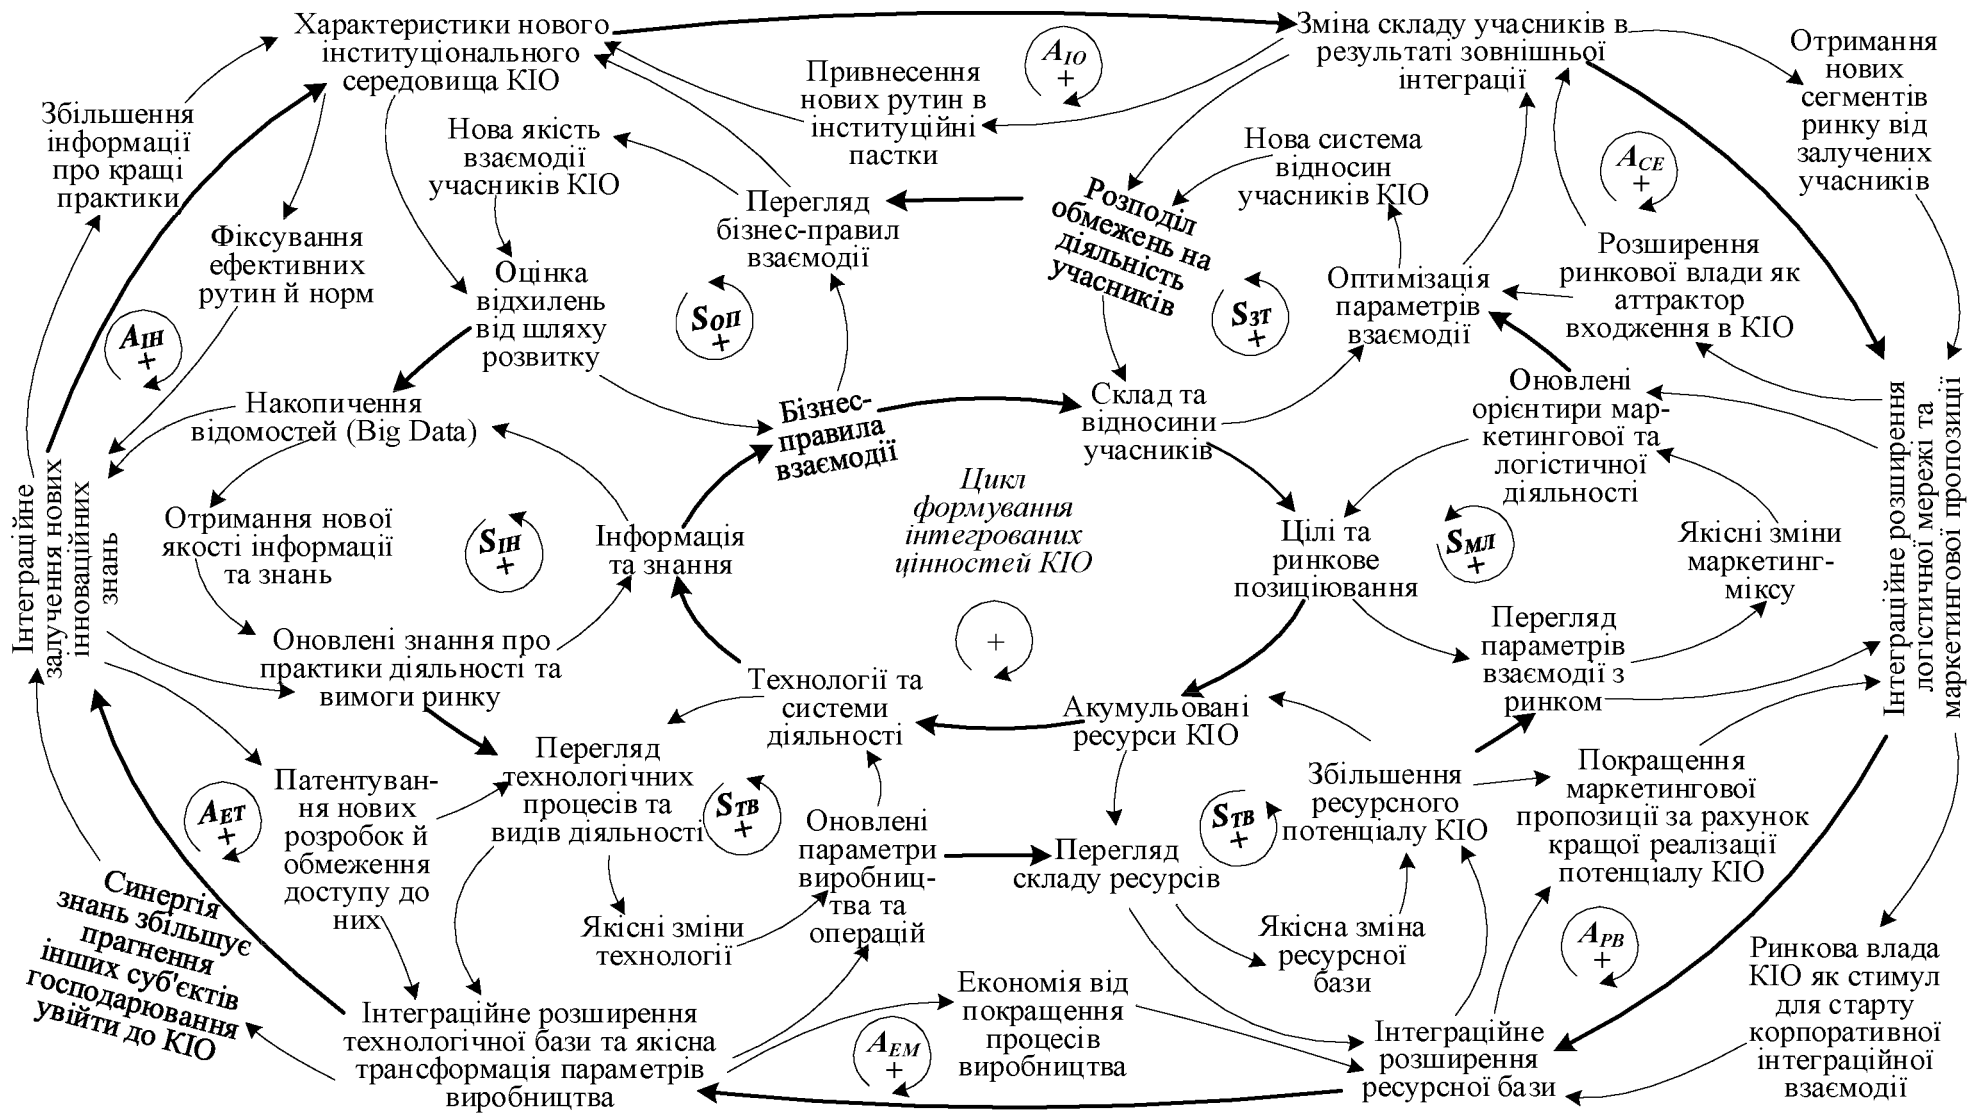 Характеристики нового
інституціонального
середовища КІО
Зміна складу учасників в
результаті зовнішньої
інтеграції
Отримання
нових
сегментів
ринку від
залучених
учасників
A_ІО
+
Привнесення
нових рутин в
інституційні
пастки
Збільшення
інформації
про кращі
практики
Нова якість
взаємодії
учасників КІО
Нова система
відносин
учасників КІО
A_СЕ
+
Перегляд
бізнес-правил
взаємодії
Розподіл
обмежень на
діяльність
учасників
Фіксування
ефективних
рутин й норм
Розширення
ринкової влади як
аттрактор
входження в КІО
Оцінка
відхилень
від шляху
розвитку
Оптимізація
параметрів
взаємодії
A_ІН
+
S_ОП
+
S_ЗТ
+
Накопичення
відомостей (Big Data)
Бізнес-
правила
взаємодії
Склад та
відносини
учасників
Оновлені
орієнтири мар-
кетингової та
логістичної
діяльності
Інтеграційне розширення
логістичної мережі та
маркетингової пропозиції
Інтеграційне
залучення нових
інноваційних
знань
Цикл
формування
інтегрованих
цінностей КІО
+
Отримання нової
якості інформації
та знань
S_ІН
+
Інформація
та знання
Цілі та
ринкове
позиціювання
S_МЛ
+
Якісні зміни
маркетинг-
міксу
Оновлені знання про
практики діяльності та
вимоги ринку
Перегляд
параметрів
взаємодії з
ринком
Технології та
системи
діяльності
Акумульовані
ресурси КІО
Перегляд
технологічних
процесів та
видів діяльності
Патентуван-
ня нових
розробок й
обмеження
доступу до
них
A_ЕТ
+
S_ТВ
+
S_ТВ
+
Збільшення
ресурсного
потенціалу КІО
Покращення
маркетингової
пропозиції за рахунок
кращої реалізації
потенціалу КІО
Оновлені
параметри
виробниц-
тва та
операцій
Перегляд
складу ресурсів
Синергія
знань збільшує
прагнення
інших суб'єктів
господарювання
увійти до КІО
Якісні зміни
технології
Якісна зміна
ресурсної
бази
A_РВ
+
Ринкова влада
КІО як стимул
для старту
корпоративної
інтеграційної
взаємодії
Інтеграційне розширення
технологічної бази та якісна
трансформація параметрів
виробництва
Економія від
покращення
процесів
виробництва
A_ЕМ
+
Інтеграційне
розширення
ресурсної бази